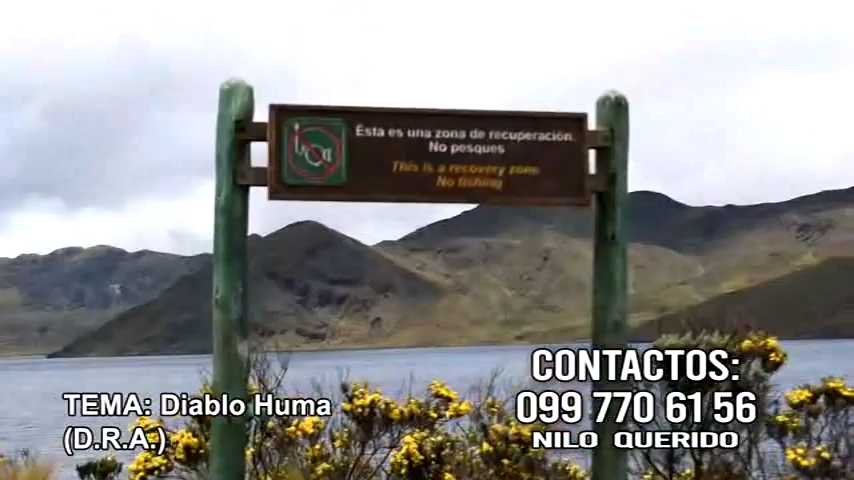 Esta es una zona de recuperación.
No pesques
This is a recovery zone
No fishing
CONTACTOS:
099 770 61 56
NILO QUERIDO
TEMA: Diablo Huma
(D.R.A.)